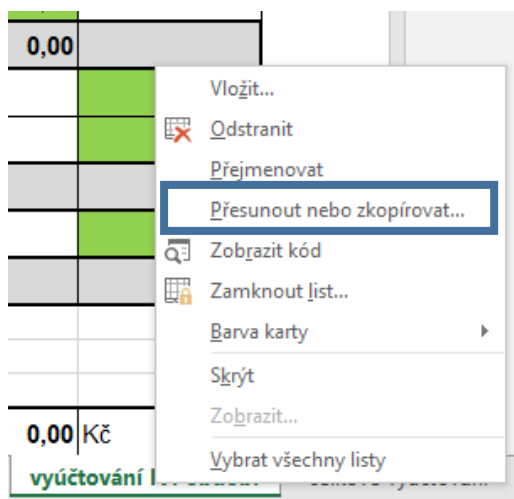 0,00
Vložit...
Odstranit
Přejmenovat
Přesunout nebo zkopírovat...
Zobrazit kód
Zamknout list...
Barva karty
Skrýt
Zobrazit...
Vybrat všechny listy
0,00 Kč
vyúčtování